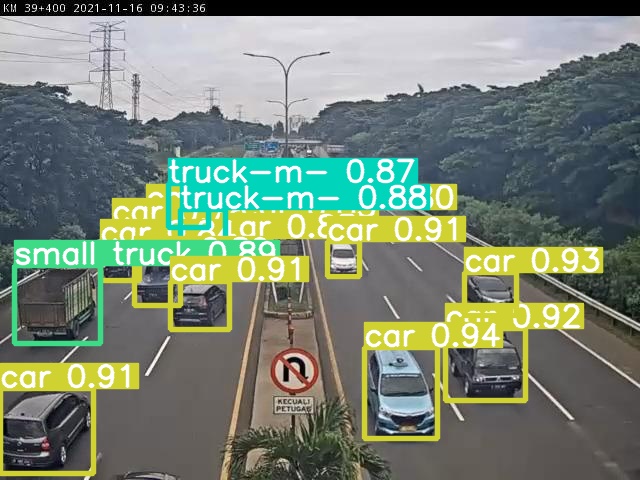 KM 39+400 2021-11-16 09:43:36
truck-m- 0.87
truck-m- 0.88
car 0.91
small truck 0.89
car 0.91
car 0.93
car 0.92
car 0.94
car 0.91
KECUALI
PETUGAS